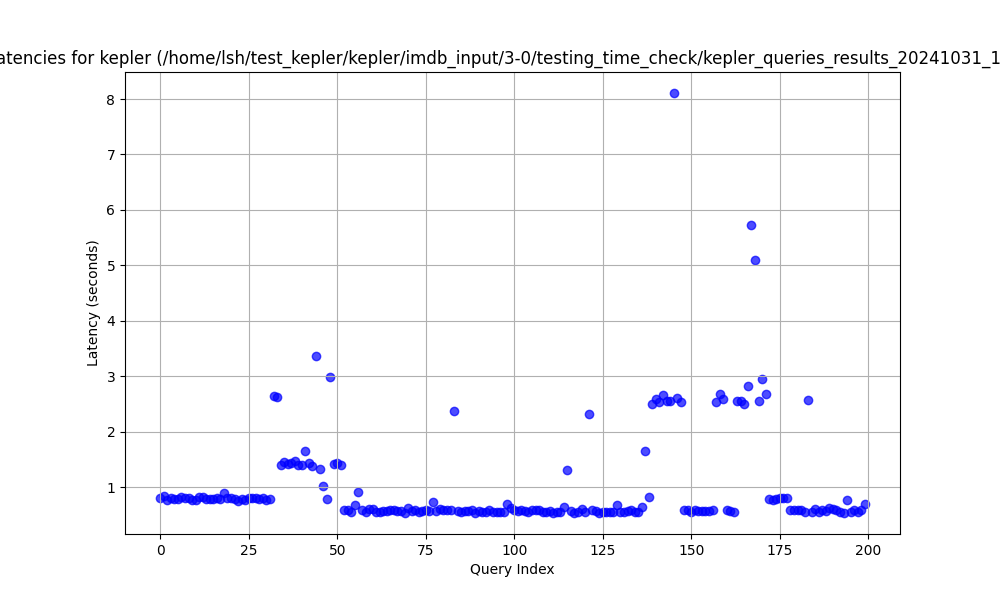 atencies for kepler (/home/lsh/test_kepler/kepler/imdb_input/3-0/testing_time_check/kepler_queries_results_20241031_1
8
7
6
5
4
3
2
1
Latency (seconds)
0 25 50 75 100 125 150 175 200
Query Index